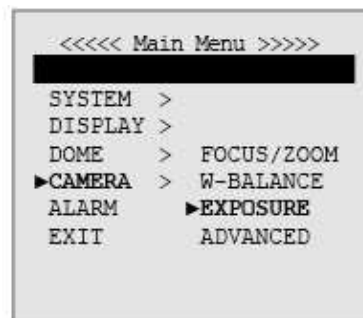 <<<<< Main Menu >>>>>
SYSTEM >
DISPLAY >
DOME > FOCUS/ZOOM
►CAMERA > W-BALANCE
ALARM ►EXPOSURE
EXIT ADVANCED